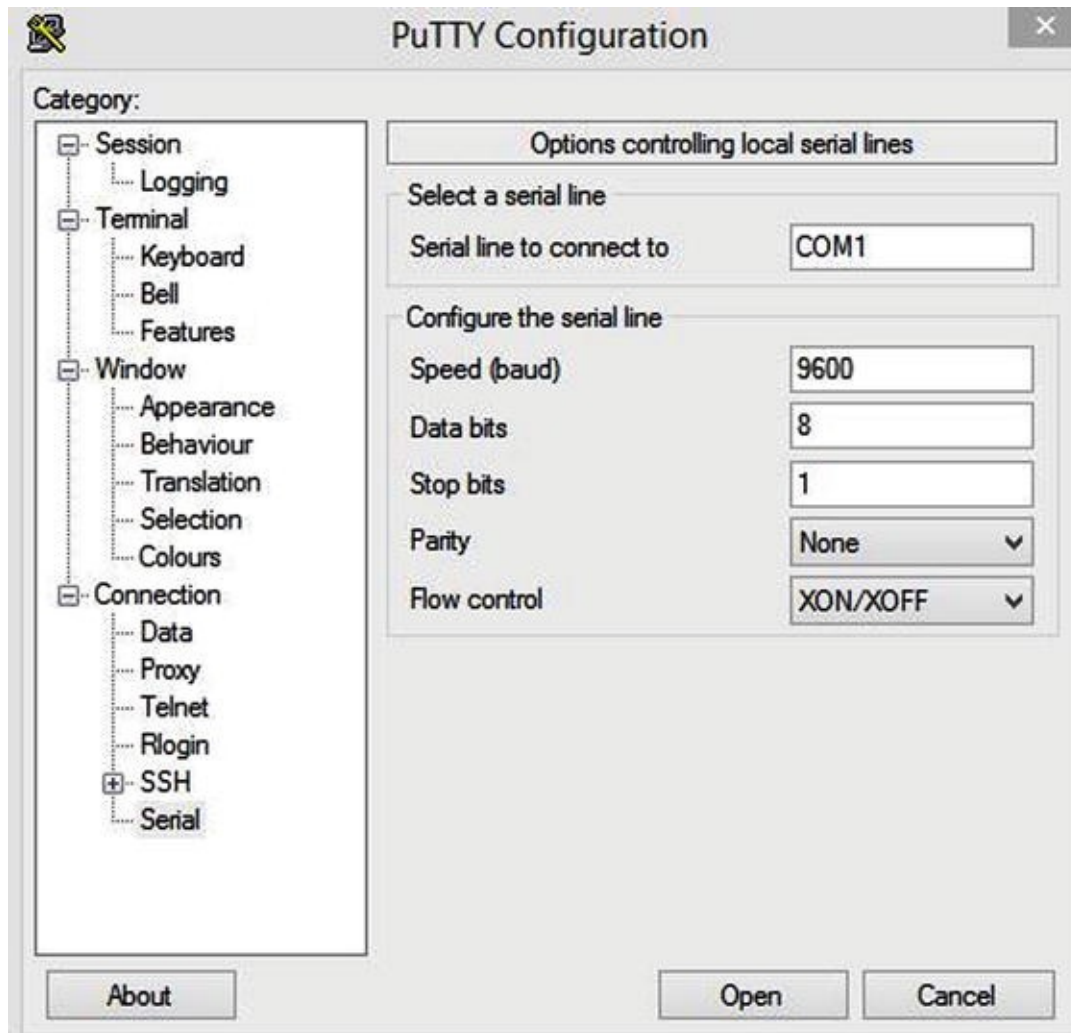 PuTTY Configuration
Category:
Session
Logging
Terminal
Keyboard
Bell
Features
Window
Appearance
Behaviour
Translation
Selection
Colours
Connection
Data
Proxy
Telnet
Rlogin
SSH
Serial
Options controlling local serial lines
Select a serial line
Serial line to connect to COM1
Configure the serial line
Speed (baud) 9600
Data bits 8
Stop bits 1
Parity None
Flow control XON/XOFF
About Open Cancel